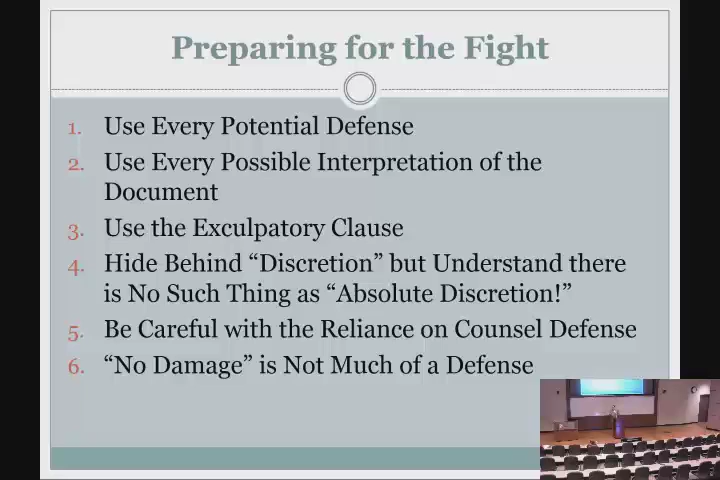 Preparing for the Fight
1. Use Every Potential Defense
2. Use Every Possible Interpretation of the
Document
3. Use the Exculpatory Clause
4. Hide Behind “Discretion” but Understand there
is No Such Thing as “Absolute Discretion!”
5. Be Careful with the Reliance on Counsel Defense
6. “No Damage” is Not Much of a Defense